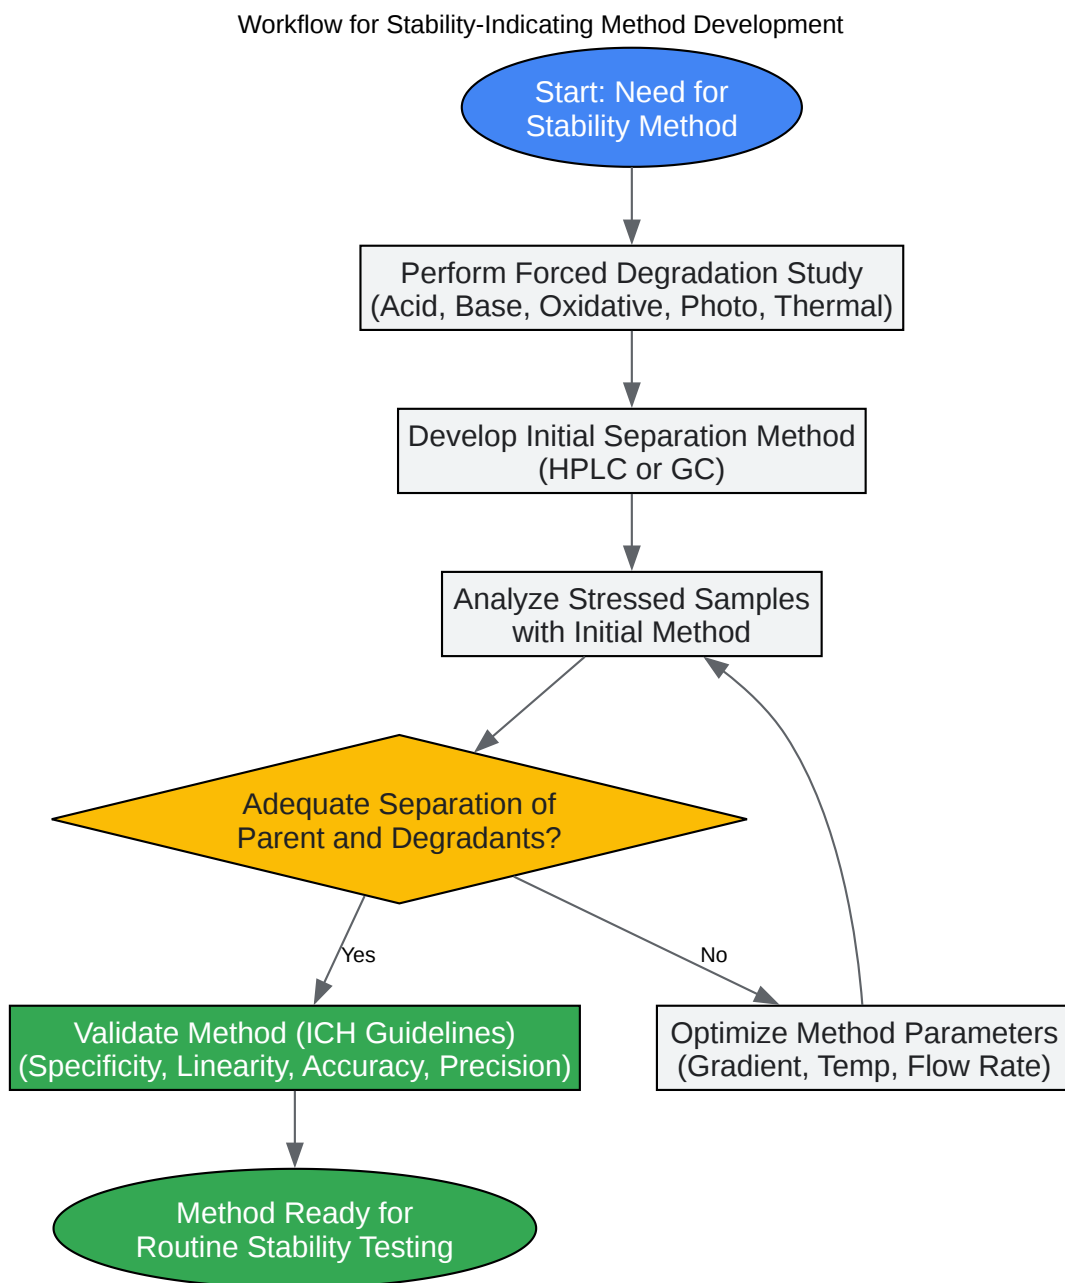 Workflow for Stability-Indicating Method Development
Start: Need for
Stability Method
Perform Forced Degradation Study
(Acid, Base, Oxidative, Photo, Thermal)
Develop Initial Separation Method
(HPLC or GC)
Analyze Stressed Samples
with Initial Method
Adequate Separation of
Parent and Degradants?
Yes
No
Validate Method (ICH Guidelines)
(Specificity, Linearity, Accuracy, Precision)
Optimize Method Parameters
(Gradient, Temp, Flow Rate)
Method Ready for
Routine Stability Testing